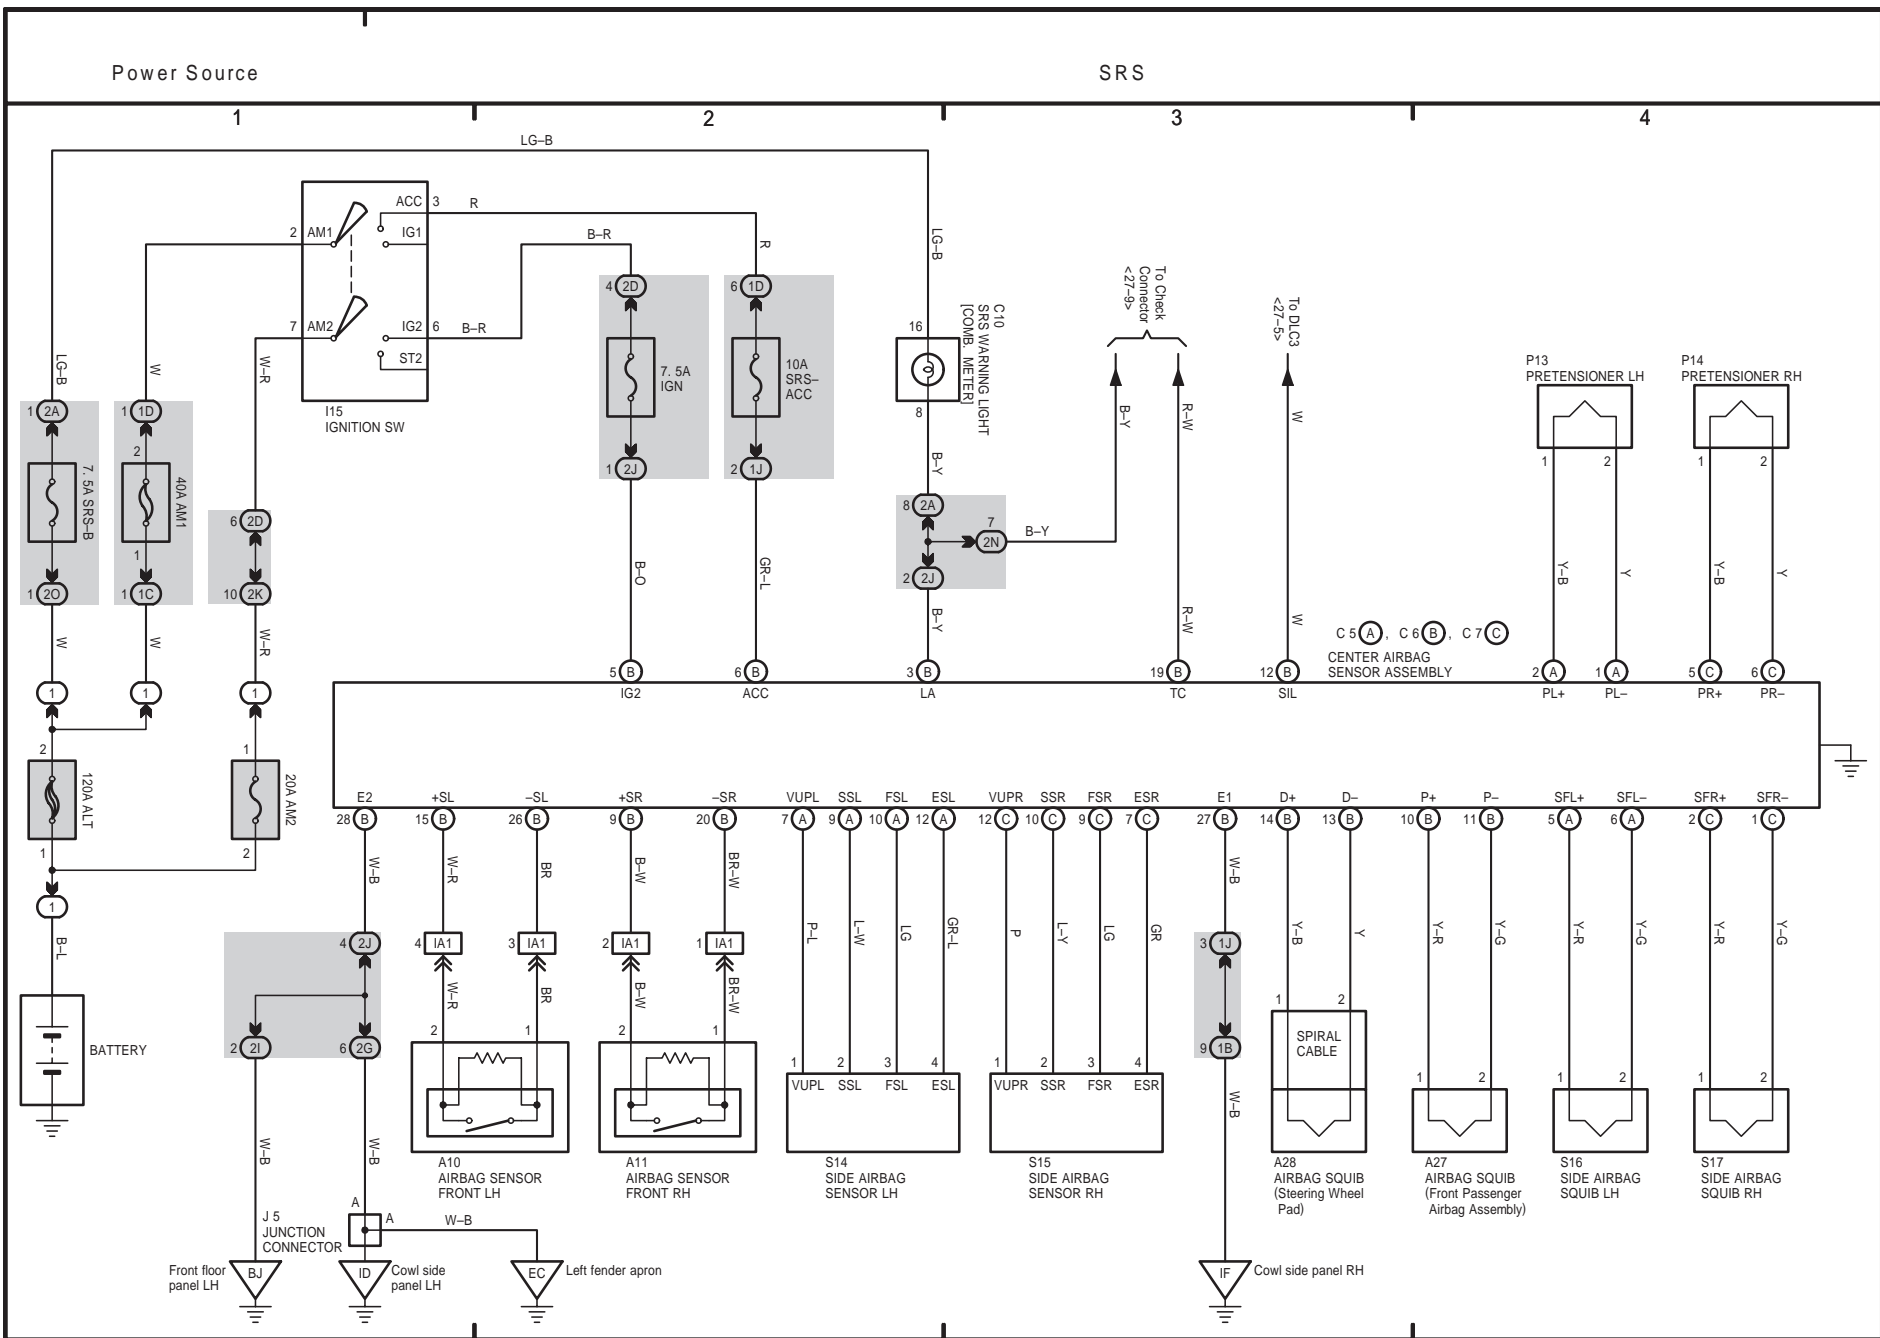 Power Source
SRS
1
2
3
4
LG–B
ACC 3 R
2 AM1 IG1
7 AM2 IG2 6 B–R
ST2
I15
IGNITION SW
B–R
R
LG–B
LG–B
W
W–R
1 2A
1 1D
2
7. 5A SRS–B
40A AM1
1
1 2O
1 1C
6 2D
10 2K
W
W
W–R
1
1
1
2
1
120A ALT
20A AM2
1
2
1
B–L
BATTERY
4 2D
7. 5A
IGN
1 2J
6 1D
10A
SRS–
ACC
2 1J
B–O
GR–L
16
C10
SRS WARNING LIGHT
[COMB. METER]
8
B–Y
8 2A
7
2N
B–Y
2 2J
B–Y
To Check
Connector
<27–9>
B–Y
R–W
R–W
To DLC3
<27–5>
W
W
C 5 A , C 6 B , C 7 C
CENTER AIRBAG
SENSOR ASSEMBLY
P13
PRETENSIONER LH
1 2
Y–B
Y
P14
PRETENSIONER RH
1 2
Y–B
Y
5 B
IG2
6 B
ACC
3 B
LA
19 B
TC
12 B
SIL
2 A
PL+
1 A
PL–
5 C
PR+
6 C
PR–
E2 +SL –SL +SR –SR VUPL SSL FSL ESL VUPR SSR FSR ESR E1 D+ D– P+ P– SFL+ SFL– SFR+ SFR–
28 B 15 B 26 B 9 B 20 B 7 A 9 A 10 A 12 A 12 C 10 C 9 C 7 C 27 B 14 B 13 B 10 B 11 B 5 A 6 A 2 C 1 C
W–B
W–R
BR
B–W
BR–W
P–L
L–W
LG
GR–L
P
L–Y
LG
GR
W–B
Y–B
Y
Y–R
Y–G
Y–R
Y–G
Y–R
Y–G
4 2J
2 2I
6 2G
4 IA1
3 IA1
2 IA1
1 IA1
W–R
BR
B–W
BR–W
2 1
2 1
A10
AIRBAG SENSOR
FRONT LH
A11
AIRBAG SENSOR
FRONT RH
1 2 3 4
VUPL SSL FSL ESL
S14
SIDE AIRBAG
SENSOR LH
1 2 3 4
VUPR SSR FSR ESR
S15
SIDE AIRBAG
SENSOR RH
3 1J
9 1B
W–B
1 2
SPIRAL
CABLE
A28
AIRBAG SQUIB
(Steering Wheel
Pad)
1 2
A27
AIRBAG SQUIB
(Front Passenger
Airbag Assembly)
1 2
S16
SIDE AIRBAG
SQUIB LH
1 2
S17
SIDE AIRBAG
SQUIB RH
W–B
W–B
A
A
W–B
J 5
JUNCTION
CONNECTOR
Front floor
panel LH
BJ
ID
Cowl side
panel LH
EC
Left fender apron
IF
Cowl side panel RH